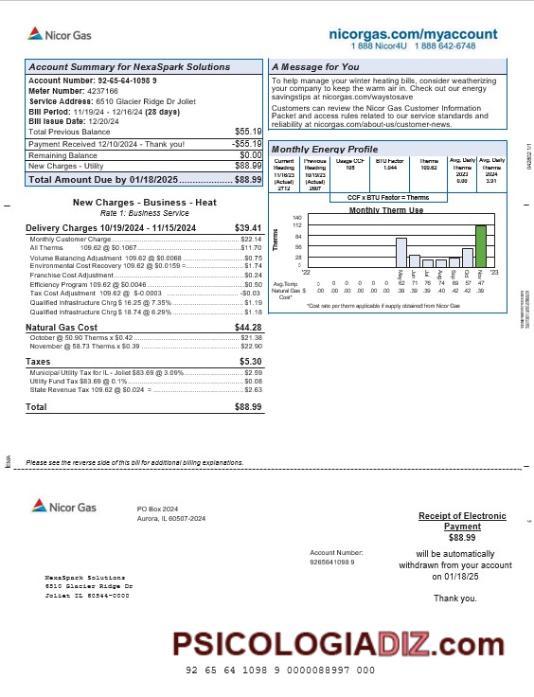 Nicor Gas
nicorgas.com/myaccount
1 888 Nicor4U 1 888 642-6748
Account Summary for NexaSpark Solutions
Account Number: 92-65-64-1098 9
Meter Number: 4237166
Service Address: 6510 Glacier Ridge Dr Joliet
Bill Period: 11/19/24 - 12/16/24 (28 days)
Bill Issue Date: 12/20/24
Total Previous Balance $55.19
Payment Received 12/10/2024 - Thank you! -$55.19
Remaining Balance $0.00
New Charges - Utility $88.99
Total Amount Due by 01/18/2025 $88.99
A Message for You
To help manage your winter heating bills, consider weatherizing
your company to keep the warm air in. Check out our energy
savingstips at nicorgas.com/waystosave
Customers can review the Nicor Gas Customer Information
Packet and access rules related to our service standards and
reliability at nicorgas.com/about-us/customer-news.
New Charges - Business - Heat
Rate 1: Business Service
Delivery Charges 10/19/2024 - 11/15/2024 $39.41
Monthly Customer Charge $22.14
All Therms 109.62 @ $0.1067 $11.70
Volume Balancing Adjustment 109.62 @ $0.0068 $0.75
Environmental Cost Recovery 109.62 @ $0.0159 = $1.74
Franchise Cost Adjustment $0.24
Efficiency Program 109.62 @ $0.0046 $0.50
Tax Cost Adjustment 109.62 @ $-0.0003 -$0.03
Qualified Infastructure Chrg $ 16.25 @ 7.35% $1.19
Qualified Infastructure Chrg $ 18.74 @ 6.29% $1.18
Natural Gas Cost $44.28
October @ 50.90 Therms x $0.42 $21.38
November @ 58.73 Therms x $0.39 $22.90
Taxes $5.30
Municipal Utility Tax for IL - Joliet $83.69 @ 3.09% $2.59
Utility Fund Tax $83.69 @ 0.1% $0.08
State Revenue Tax 109.62 @ $0.024 = $2.63
Total $88.99
Monthly Energy Profile
Current Heading 11/16/23 (Actual) 2712
Previous Heading 10/19/23 (Actual) 2607
Usage CCF 105
BTU Factor 1.044
Therms 109.62
Avg. Daily Therms 2023 0.00
Avg. Daily Therms 2024 3.31
CCF x BTU Factor = Therms
Monthly Therm Use
Therms
140
112
84
56
28
0
'22 May Jun Jul Aug Sep Oct Nov '23
Avg.Temp 0 0 0 0 0 62 71 76 74 69 57 47
Natural Gas $ .00 .00 .00 .00 .00 .39 .39 .39 .40 .42 .42 .39
Cost*
*Cost rate per therm applicable if supply obtained from Nicor Gas
Please see the reverse side of this bill for additional billing explanations.
Nicor Gas
PO Box 2024
Aurora, IL 60507-2024
Receipt of Electronic
Payment
$88.99
Account Number:
9265641098 9
will be automatically
withdrawn from your account
on 01/18/25
Thank you.
NexaSpark Solutions
6510 Glacier Ridge Dr
Joliet IL 60544-0000
PSICOLOGIADIZ.com
92 65 64 1098 9 0000088997 000